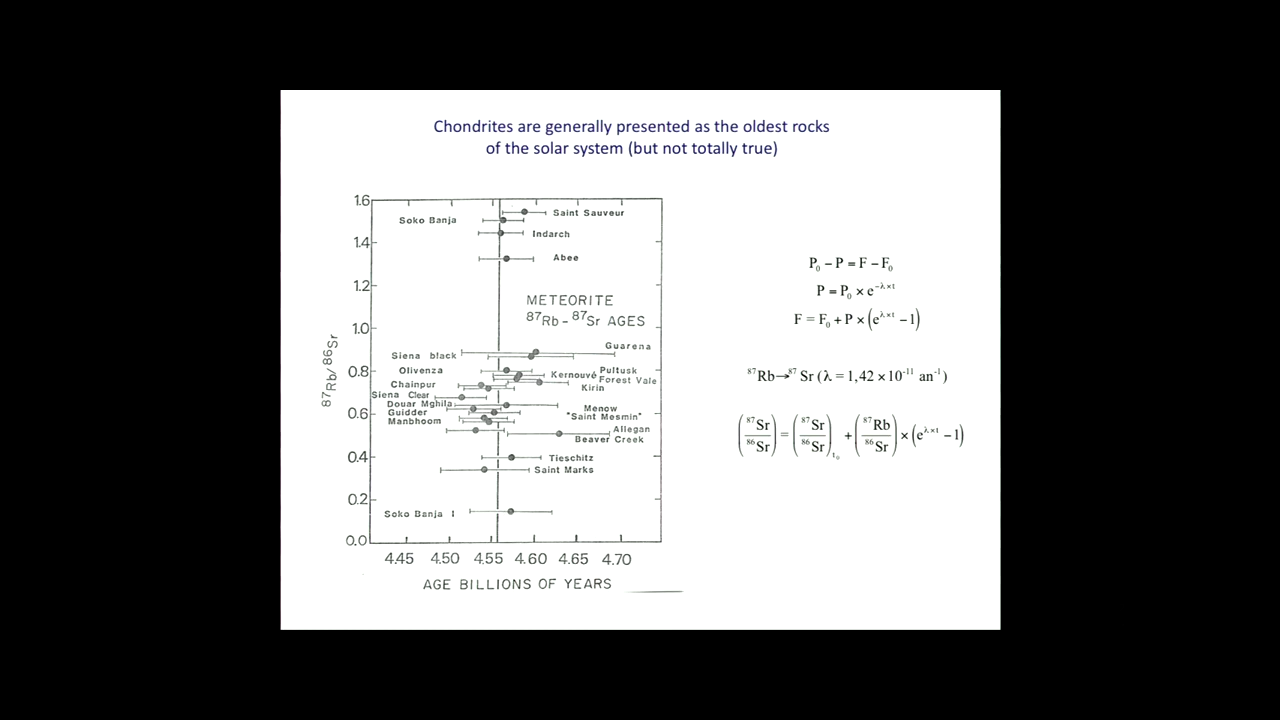 Chondrites are generally presented as the oldest rocks
of the solar system (but not totally true)
1.6
1.4
1.2
1.0
0.8
0.6
0.4
0.2
0.0
87Rb/86Sr
Saint Sauveur
Soko Banja
Indarch
Abee
METEORITE
87Rb-87Sr AGES
Guarena
Siena black
Olivenza
Kernouvé
Pultusk
Forest Vale
Chainpur
Kirin
Siena Clear
Douar Mghila
Menow
Guidder
"Saint Mesmin"
Manbhoom
Allegan
Beaver Creek
Tieschitz
Saint Marks
Soko Banja I
4.45 4.50 4.55 4.60 4.65 4.70
AGE BILLIONS OF YEARS
P0 – P = F – F0
P = P0 × e^-λ×t
F = F0 + P × (e^λ×t – 1)
87Rb→87Sr (λ = 1,42 ×10^-11 an^-1)
(87Sr/86Sr) = (87Sr/86Sr)t0 + (87Rb/86Sr) × (e^λ×t – 1)